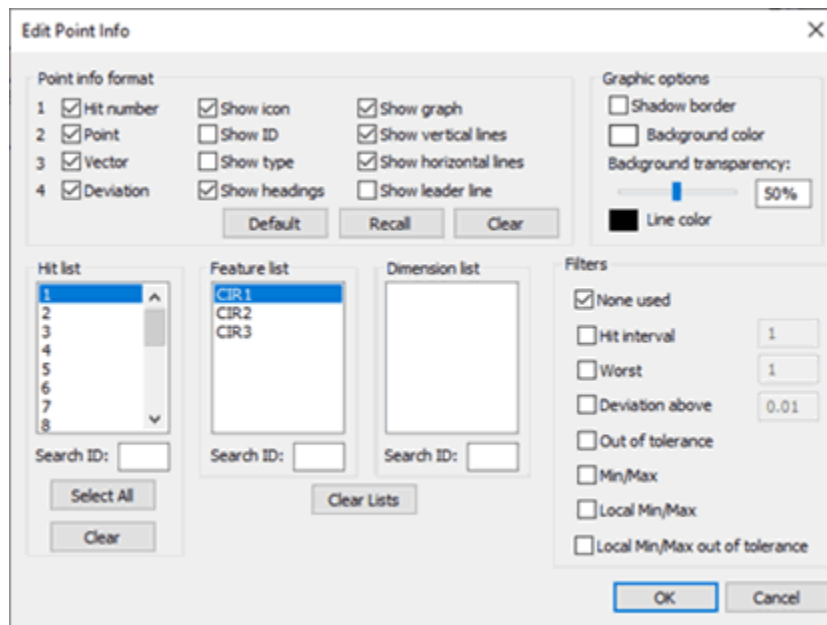 Edit Point Info
Point info format
1 Hit number Show icon Show graph
2 Point Show ID Show vertical lines
3 Vector Show type Show horizontal lines
4 Deviation Show headings Show leader line
Default Recall Clear
Graphic options
Shadow border
Background color
Background transparency:
50%
Line color
Hit list
1
2
3
4
5
6
7
8
Search ID:
Select All
Clear
Feature list
CIR1
CIR2
CIR3
Search ID:
Dimension list
Search ID:
Clear Lists
Filters
None used
Hit interval 1
Worst 1
Deviation above 0.01
Out of tolerance
Min/Max
Local Min/Max
Local Min/Max out of tolerance
OK Cancel